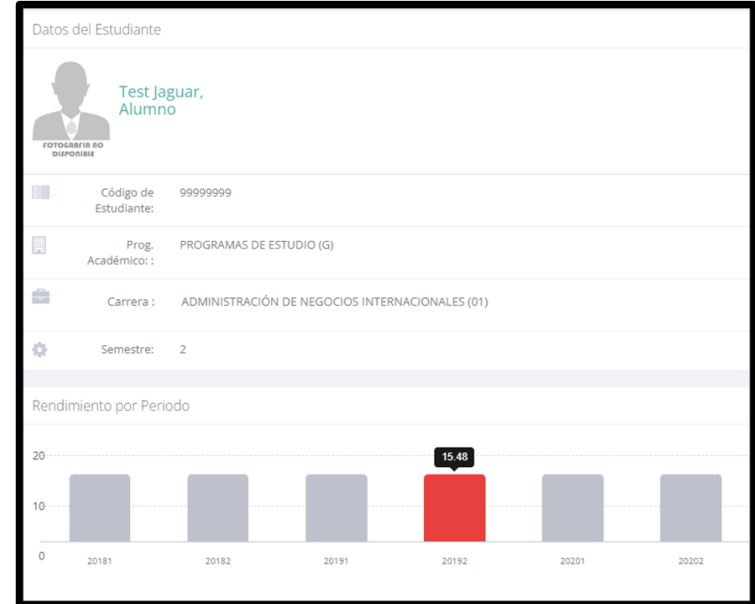 Datos del Estudiante
Test Jaguar,
Alumno
FOTOGRAFIA NO
DISPONIBLE
Código de
Estudiante:
99999999
Prog.
Académico: :
PROGRAMAS DE ESTUDIO (G)
Carrera :
ADMINISTRACIÓN DE NEGOCIOS INTERNACIONALES (01)
Semestre:
2
Rendimiento por Periodo
20
15.48
10
0
20181
20182
20191
20192
20201
20202